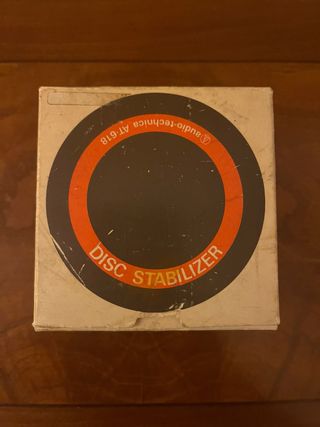 audio-technica AT-618
DISC STABILIZER